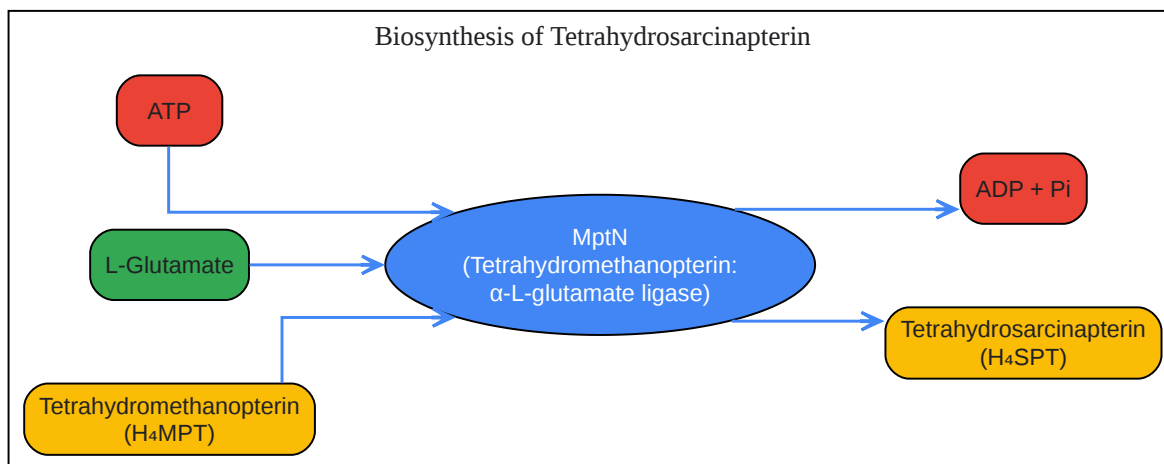 Biosynthesis of Tetrahydrosarcinapterin
ATP
ADP + Pi
MptN
(Tetrahydromethanopterin:
α-L-glutamate ligase)
L-Glutamate
Tetrahydrosarcinapterin
(H₄SPT)
Tetrahydromethanopterin
(H₄MPT)